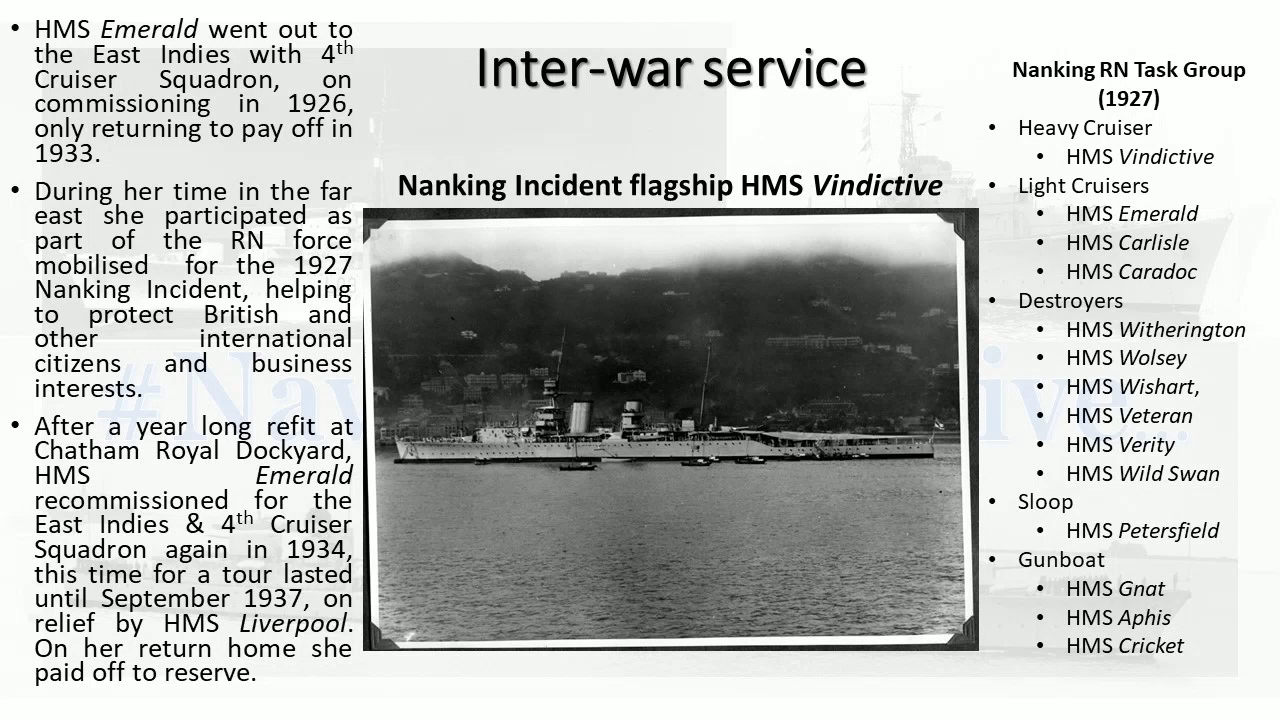 Inter-war service
• HMS Emerald went out to
the East Indies with 4th
Cruiser Squadron, on
commissioning in 1926,
only returning to pay off in
1933.
• During her time in the far
east she participated as
part of the RN force
mobilised for the 1927
Nanking Incident, helping
to protect British and
other international
citizens and business
interests.
• After a year long refit at
Chatham Royal Dockyard,
HMS Emerald
recommissioned for the
East Indies & 4th Cruiser
Squadron again in 1934,
this time for a tour lasted
until September 1937, on
relief by HMS Liverpool.
On her return home she
paid off to reserve.
Nanking Incident flagship HMS Vindictive
Nanking RN Task Group
(1927)
• Heavy Cruiser
• HMS Vindictive
• Light Cruisers
• HMS Emerald
• HMS Carlisle
• HMS Caradoc
• Destroyers
• HMS Witherington
• HMS Wolsey
• HMS Wishart,
• HMS Veteran
• HMS Verity
• HMS Wild Swan
• Sloop
• HMS Petersfield
• Gunboat
• HMS Gnat
• HMS Aphis
• HMS Cricket